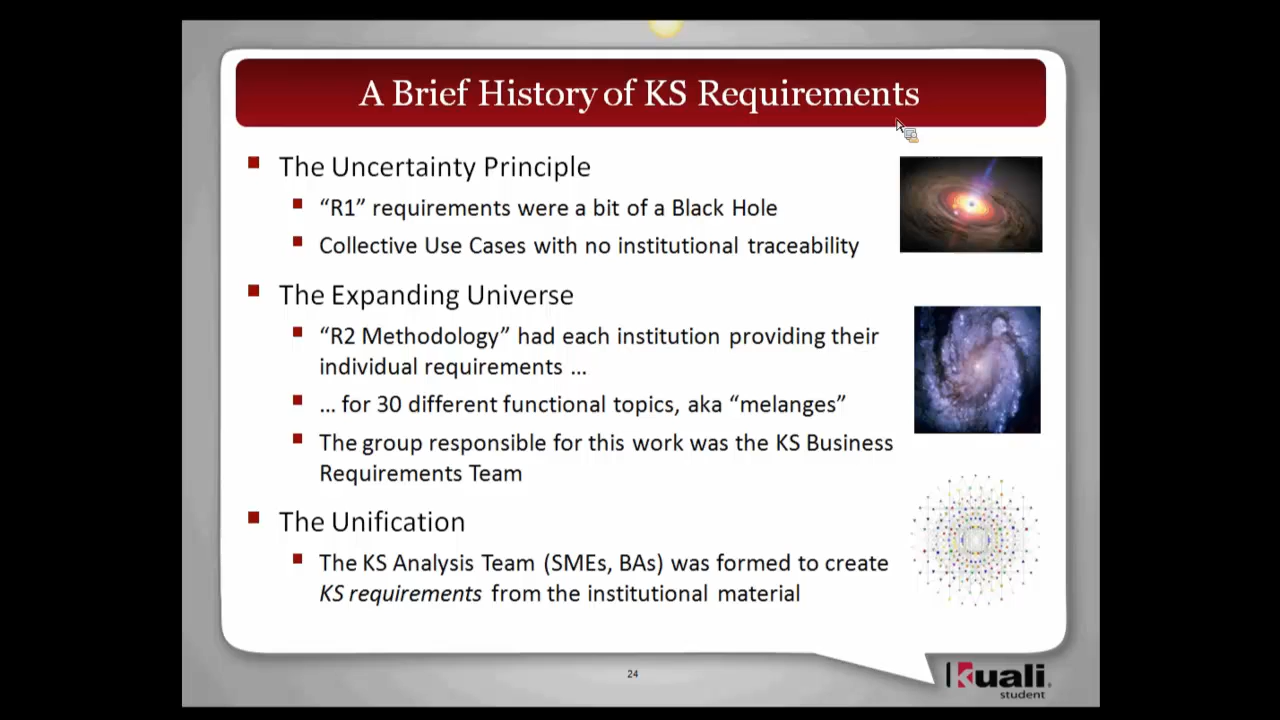 A Brief History of KS Requirements
The Uncertainty Principle
“R1” requirements were a bit of a Black Hole
Collective Use Cases with no institutional traceability
The Expanding Universe
“R2 Methodology” had each institution providing their
individual requirements ...
... for 30 different functional topics, aka “melanges”
The group responsible for this work was the KS Business
Requirements Team
The Unification
The KS Analysis Team (SMEs, BAs) was formed to create
KS requirements from the institutional material
24
Kuali®
student